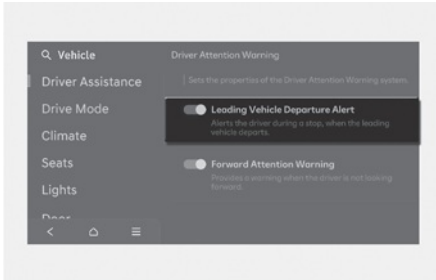 Vehicle
Driver Attention Warning
Driver Assistance
Sets the properties of the Driver Attention Warning system.
Drive Mode
Leading Vehicle Departure Alert
Alerts the driver during a stop, when the leading
vehicle departs.
Climate
Seats
Forward Attention Warning
Provides a warning when the driver is not looking
forward.
Lights
Door